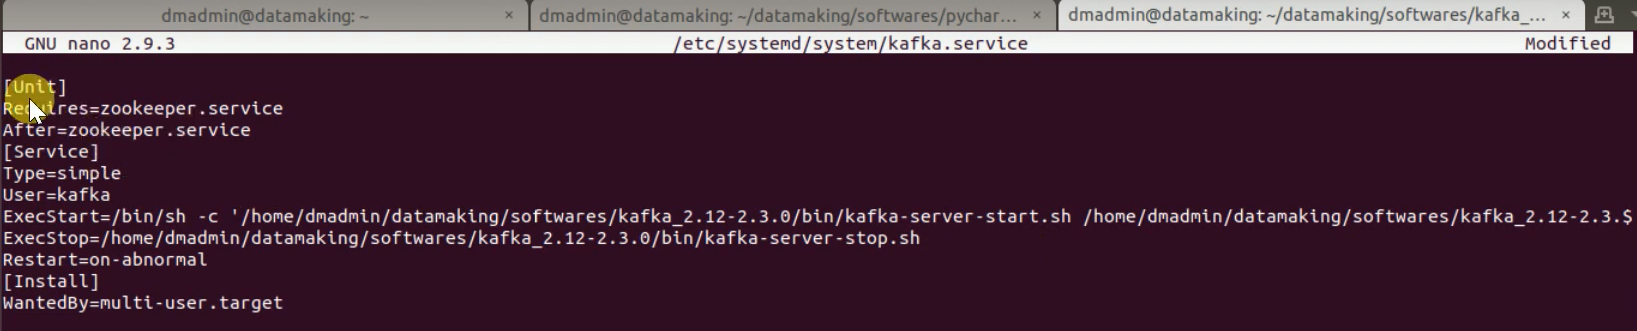 dmadmin@datamaking: ~ × dmadmin@datamaking: ~/datamaking/softwares/pychar... × dmadmin@datamaking: ~/datamaking/softwares/kafka_... ×
GNU nano 2.9.3 /etc/systemd/system/kafka.service Modified
[Unit]
Requires=zookeeper.service
After=zookeeper.service
[Service]
Type=simple
User=kafka
ExecStart=/bin/sh -c '/home/dmadmin/datamaking/softwares/kafka_2.12-2.3.0/bin/kafka-server-start.sh /home/dmadmin/datamaking/softwares/kafka_2.12-2.3.$
ExecStop=/home/dmadmin/datamaking/softwares/kafka_2.12-2.3.0/bin/kafka-server-stop.sh
Restart=on-abnormal
[Install]
WantedBy=multi-user.target